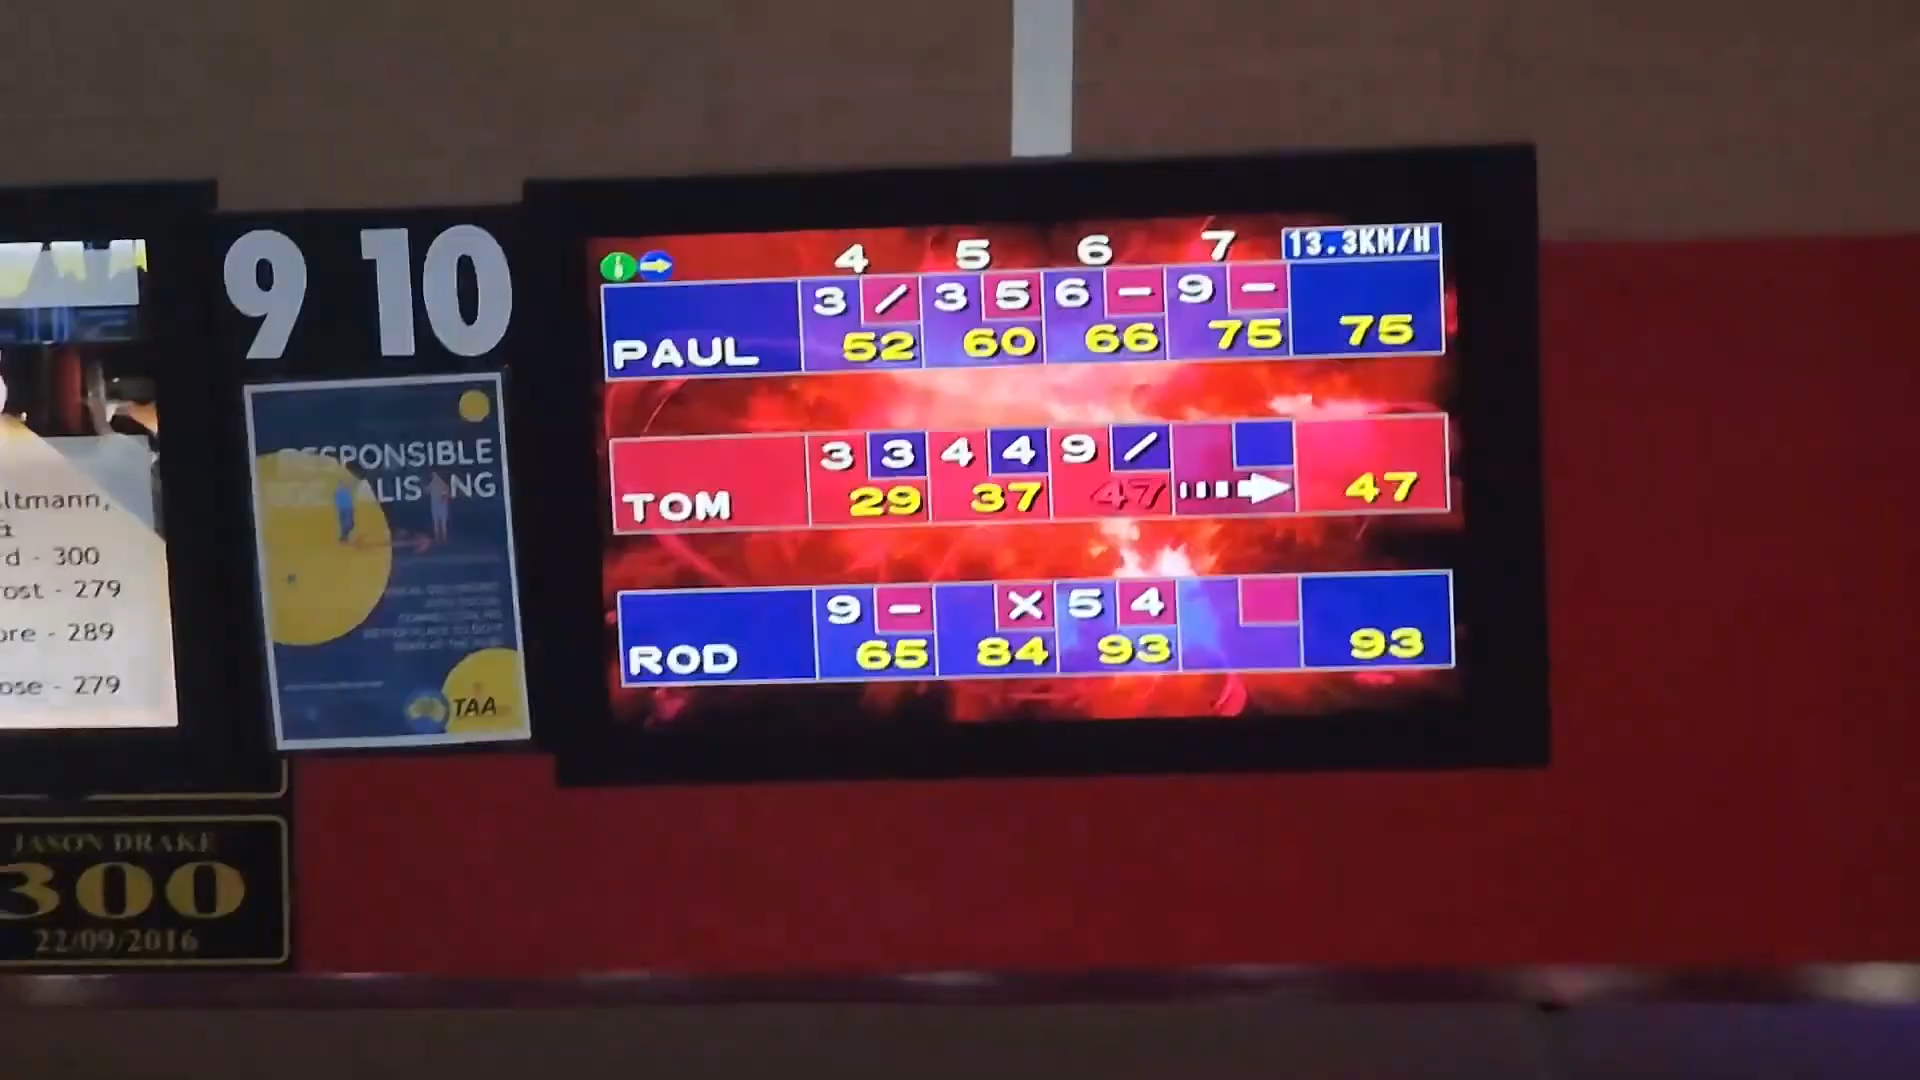 9 10
4 5 6 7 13.3KM/H
3 / 3 5 6 - 9 -
PAUL 52 60 66 75 75
3 3 4 4 9 /
TOM 29 37 47 47
9 - X 5 4
ROD 65 84 93 93
RESPONSIBLE
TAA
ltmann,
d - 300
ost - 279
ore - 289
ose - 279
JASON DRAKE
300
22/09/2016